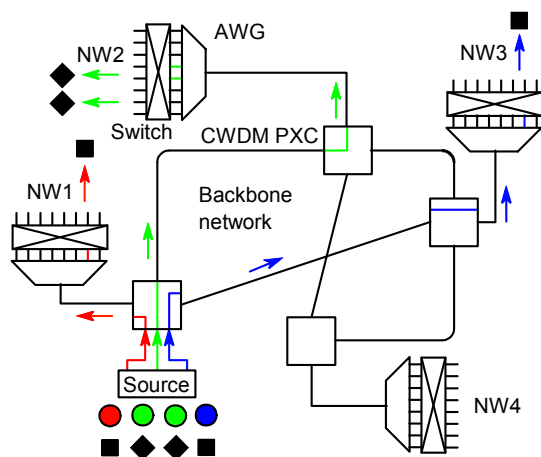 AWG
NW2
NW3
Switch
CWDM PXC
NW1
Backbone
network
Source
NW4